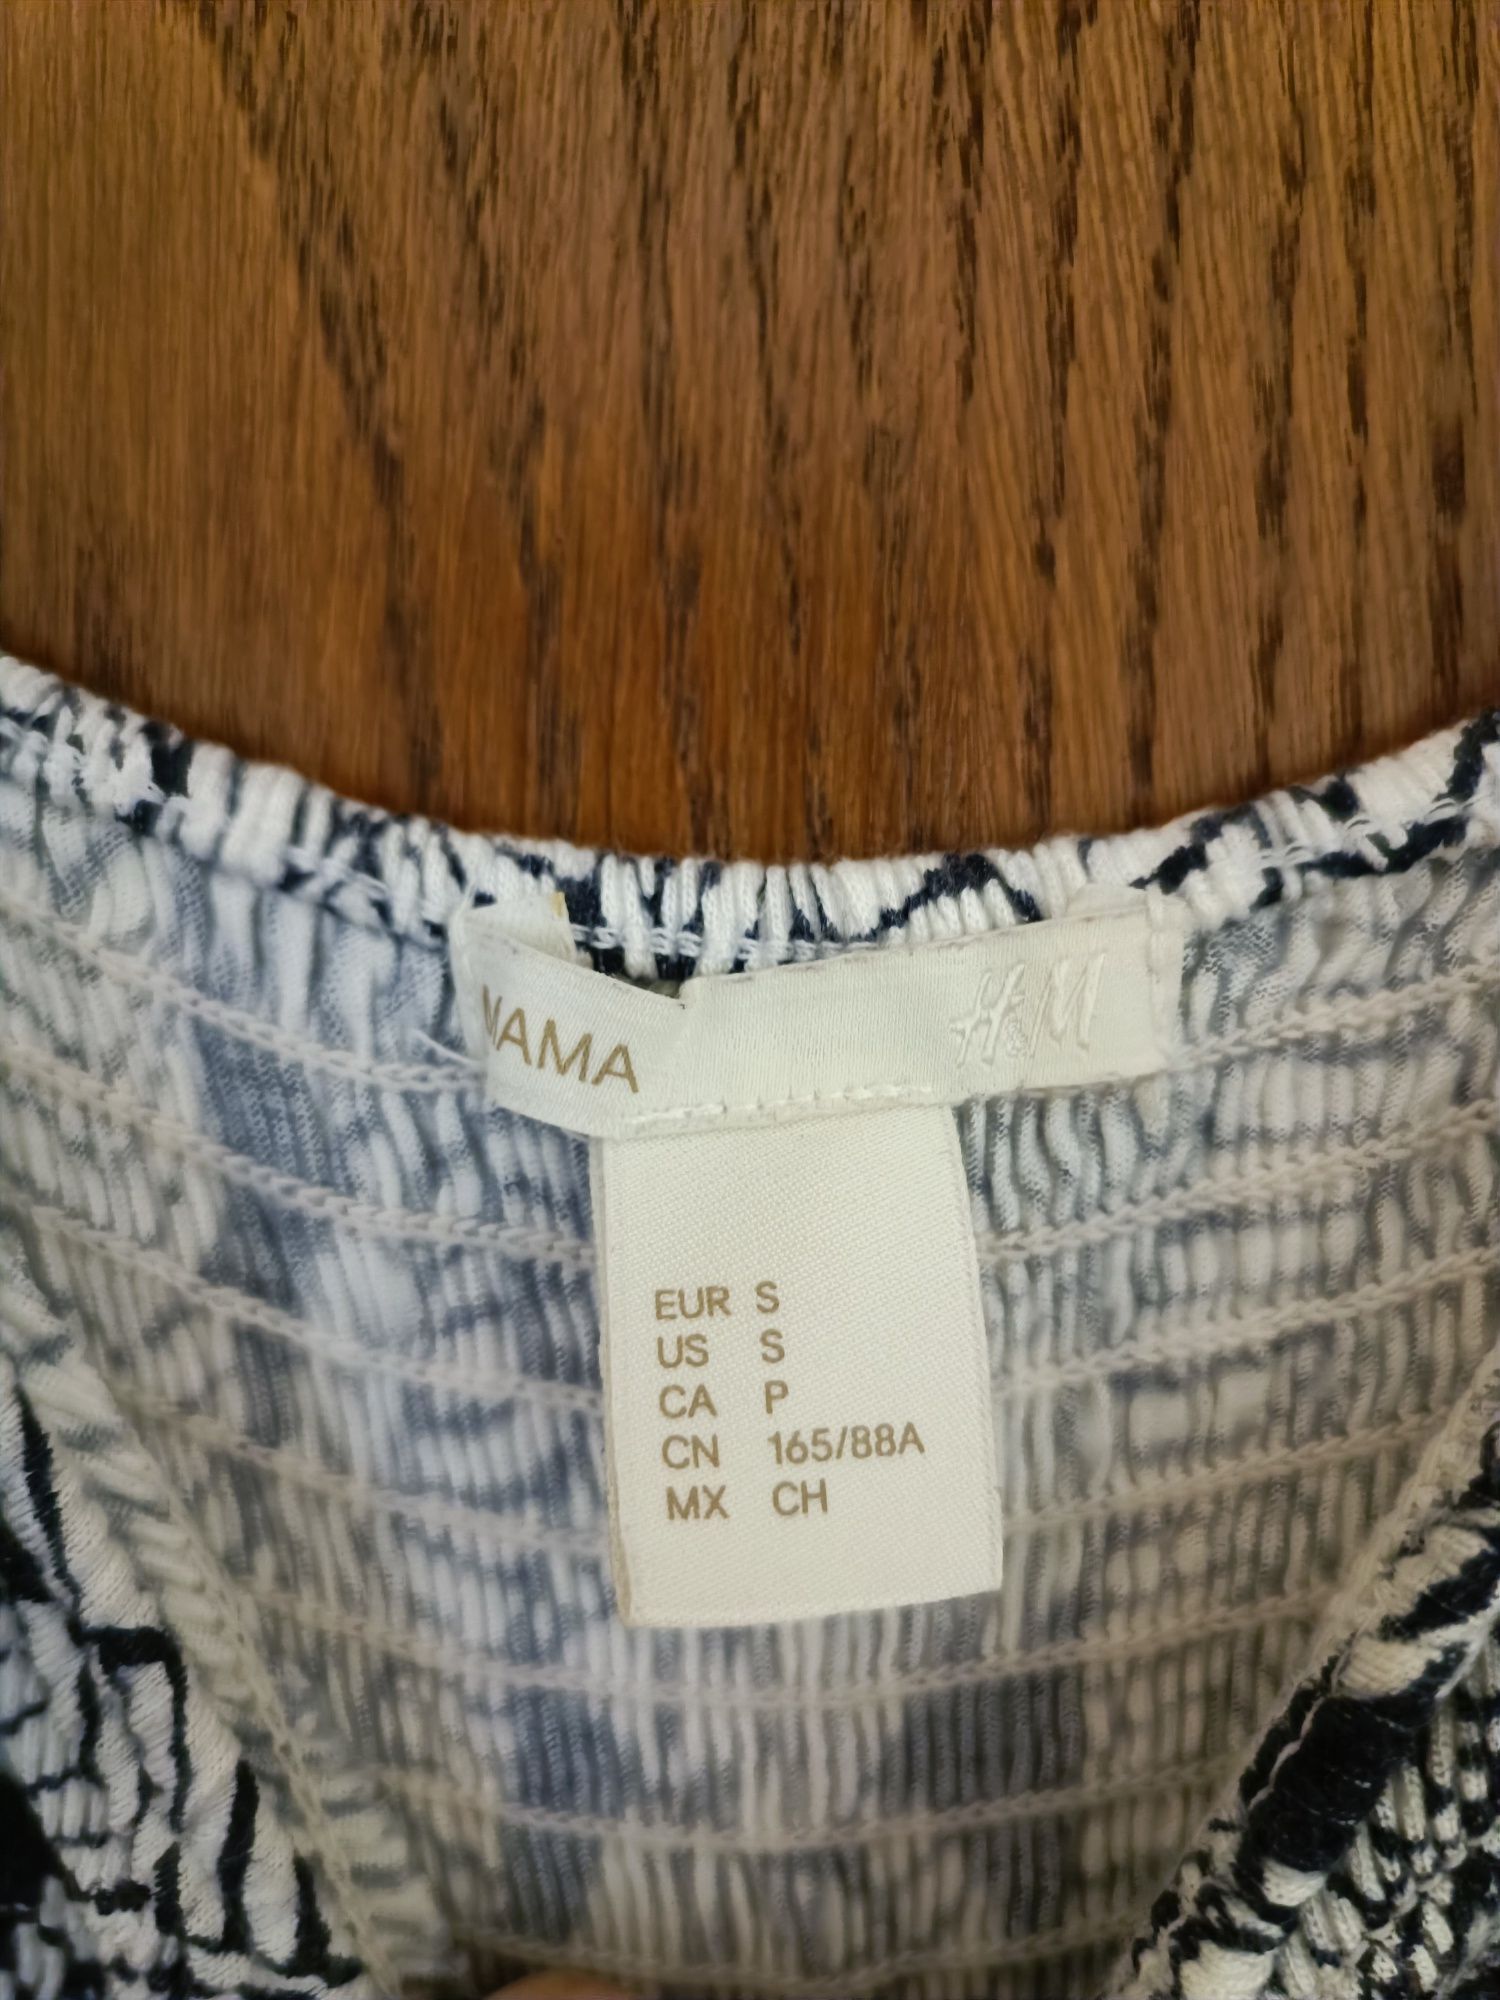 MAMA H&M
EUR S
US S
CA P
CN 165/88A
MX CH